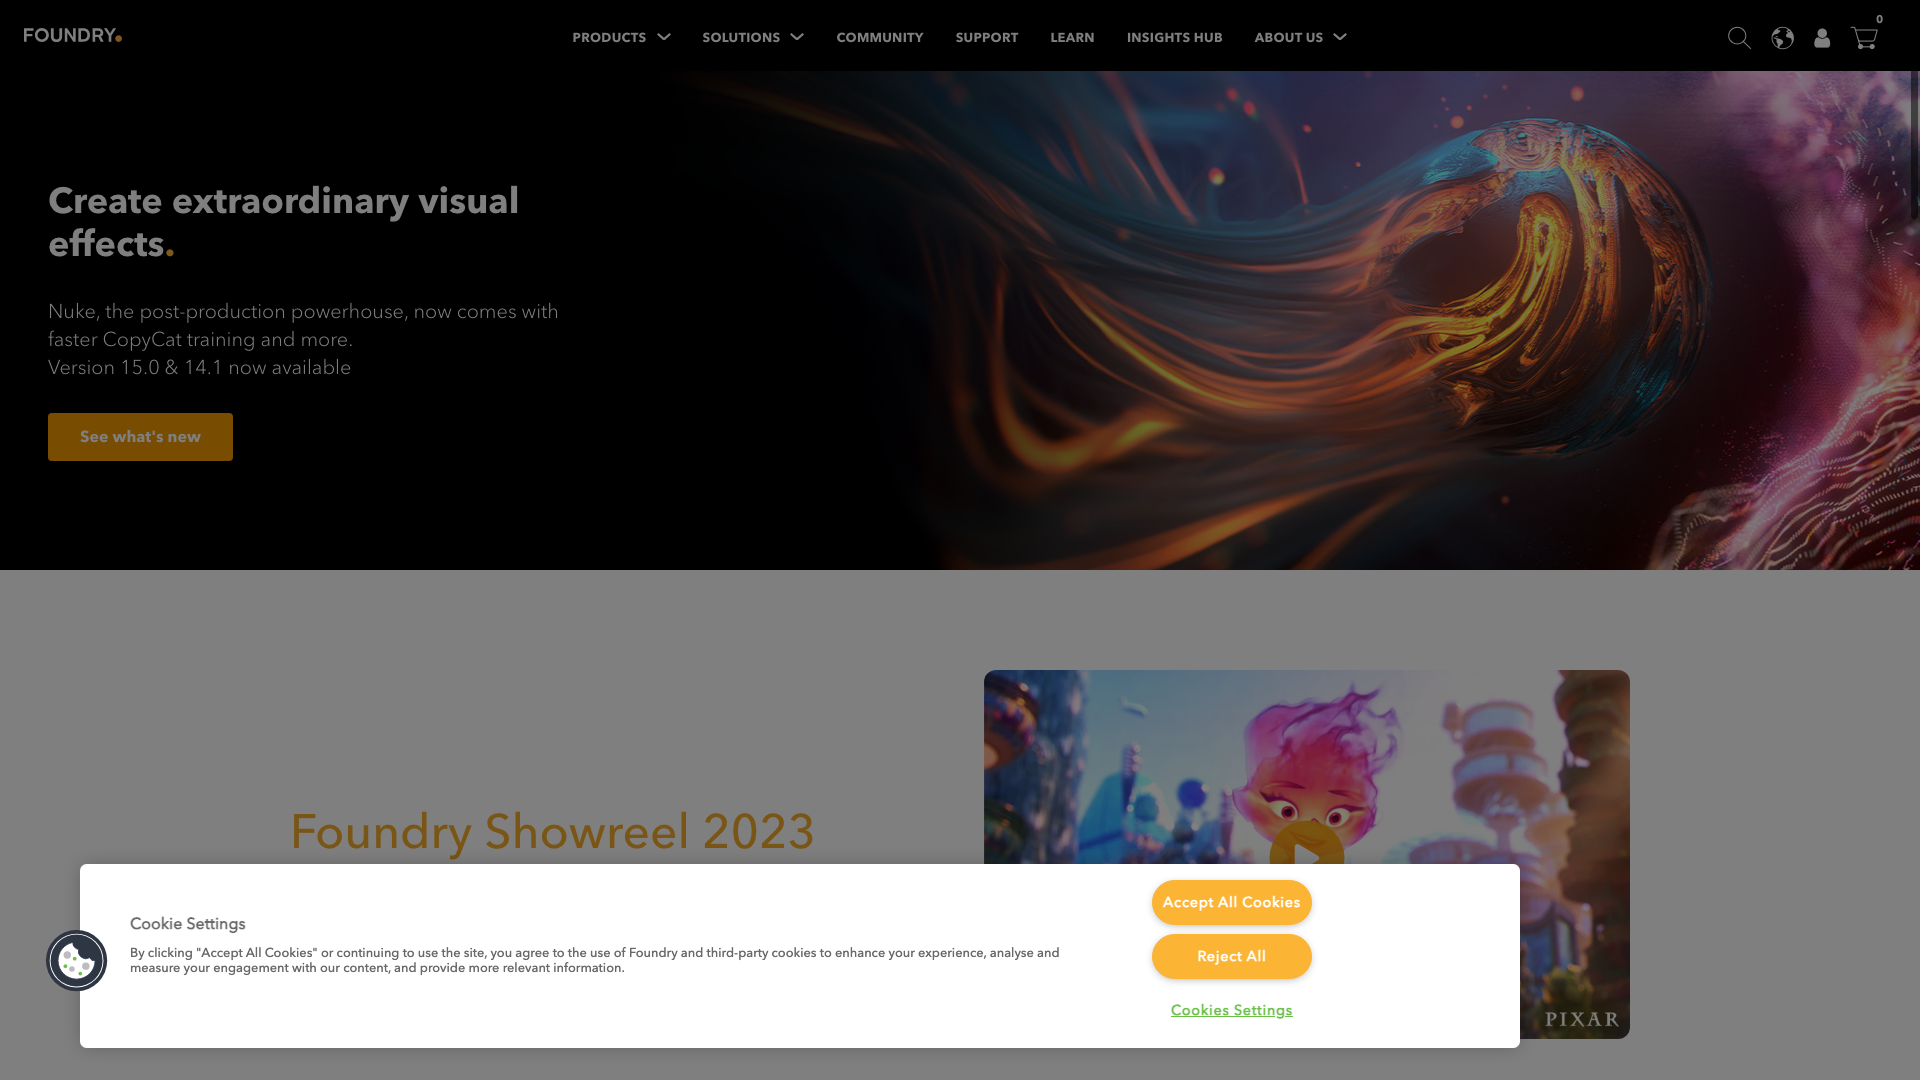 FOUNDRY.
PRODUCTS
SOLUTIONS
COMMUNITY
SUPPORT
LEARN
INSIGHTS HUB
ABOUT US
0
Create extraordinary visual
effects.
Nuke, the post-production powerhouse, now comes with
faster CopyCat training and more.
Version 15.0 & 14.1 now available
See what's new
Foundry Showreel 2023
PIXAR
Cookie Settings
By clicking "Accept All Cookies" or continuing to use the site, you agree to the use of Foundry and third-party cookies to enhance your experience, analyse and
measure your engagement with our content, and provide more relevant information.
Accept All Cookies
Reject All
Cookies Settings